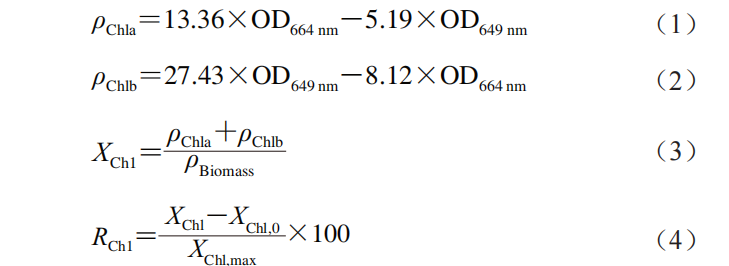 ρChla=13.36×OD664 nm−5.19×OD649 nm （1）
ρChlb=27.43×OD649 nm−8.12×OD664 nm （2）
XCh1=(ρChla+ρChlb)/ρBiomass （3）
RCh1=(XChl−XChl,0)/XChl,max×100 （4）